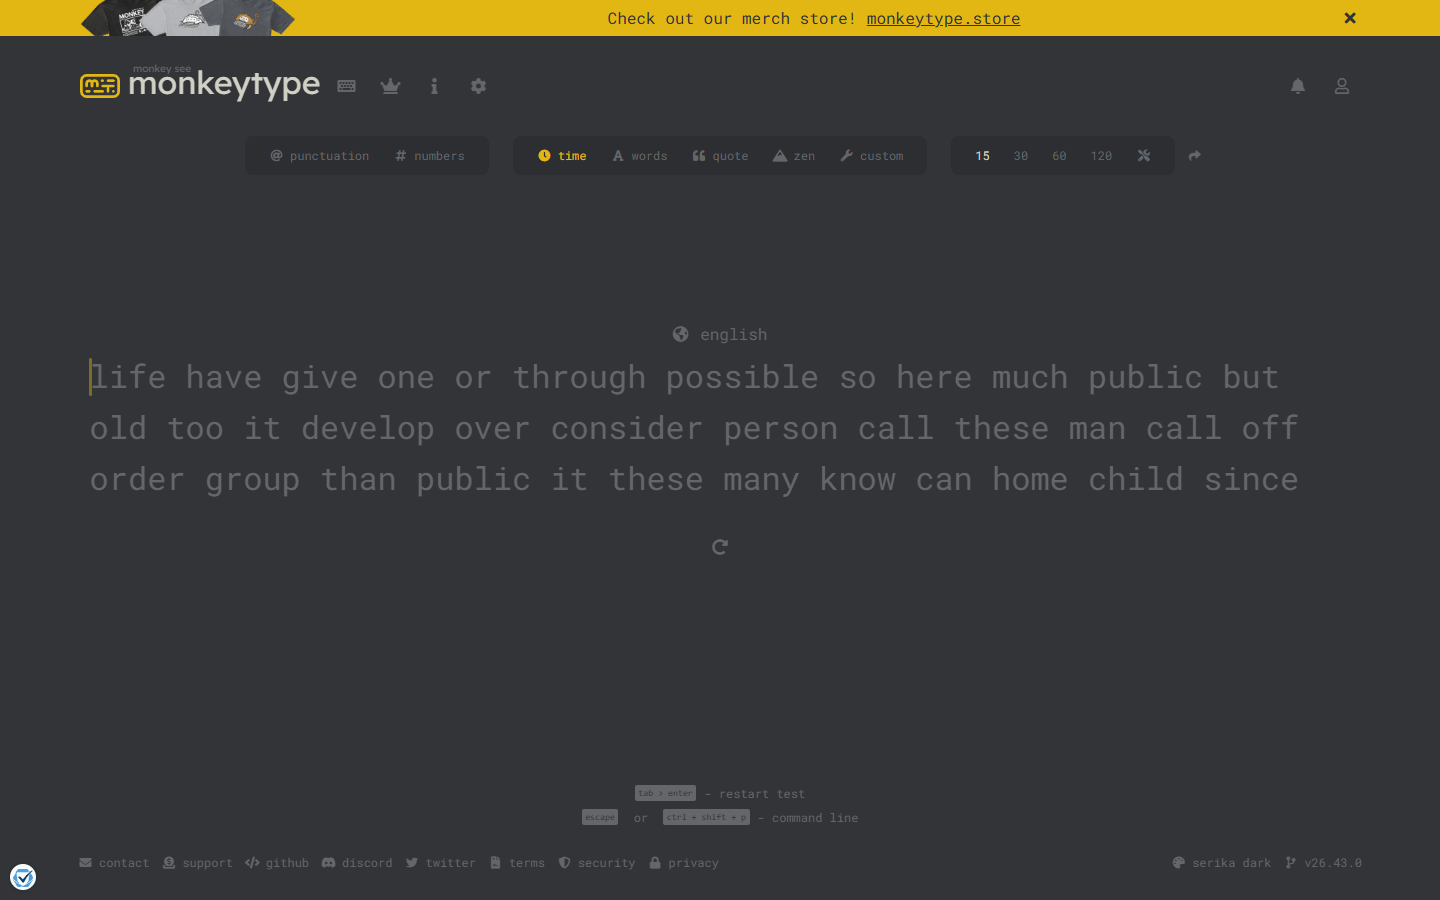 Check out our merch store! monkeytype.store
monkey see
monkeytype
punctuation numbers time words quote zen custom 15 30 60 120
english
life have give one or through possible so here much public but
old too it develop over consider person call these man call off
order group than public it these many know can home child since
tab > enter - restart test
escape or ctrl + shift + p - command line
contact support github discord twitter terms security privacy serika dark v26.43.0